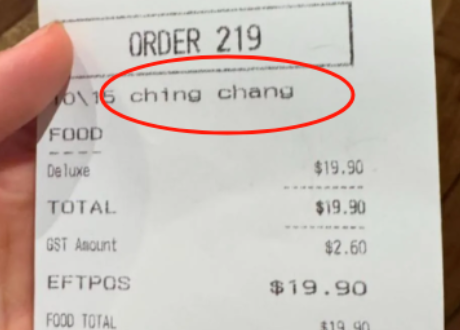 ORDER 219
10\15 ching chang
FOOD
Deluxe $19.90
TOTAL $19.90
GST Amount $2.60
EFTPOS $19.90
FOOD TOTAL $19.90